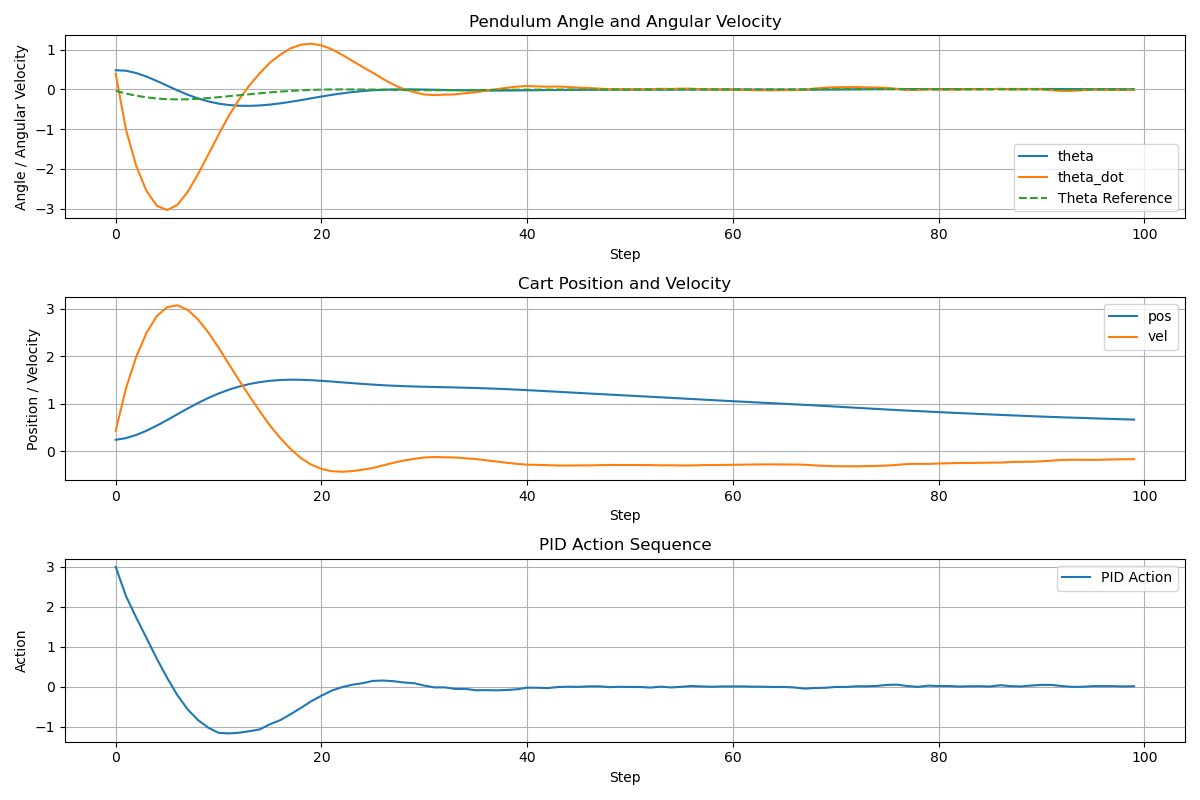 Pendulum Angle and Angular Velocity
Angle / Angular Velocity
1
0
−1
−2
−3
theta
theta_dot
Theta Reference
0 20 40 60 80 100
Step
Cart Position and Velocity
Position / Velocity
3
2
1
0
pos
vel
0 20 40 60 80 100
Step
PID Action Sequence
Action
3
2
1
0
−1
PID Action
0 20 40 60 80 100
Step